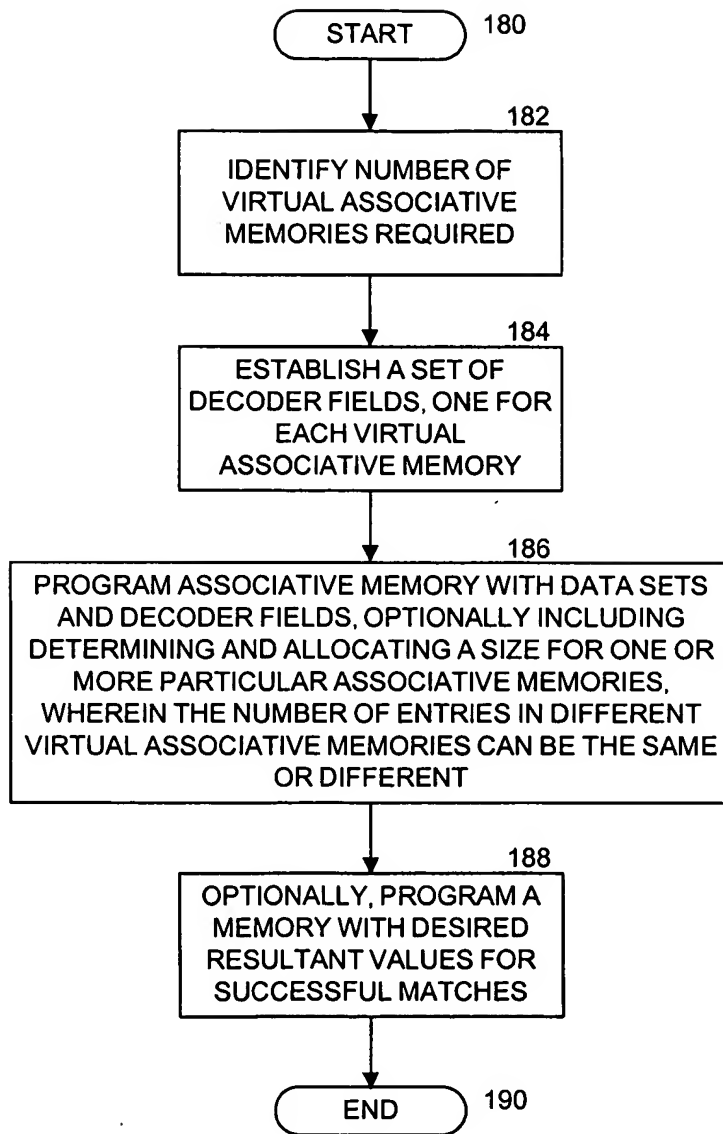 START
180
182
IDENTIFY NUMBER OF
VIRTUAL ASSOCIATIVE
MEMORIES REQUIRED
184
ESTABLISH A SET OF
DECODER FIELDS, ONE FOR
EACH VIRTUAL
ASSOCIATIVE MEMORY
186
PROGRAM ASSOCIATIVE MEMORY WITH DATA SETS
AND DECODER FIELDS, OPTIONALLY INCLUDING
DETERMINING AND ALLOCATING A SIZE FOR ONE OR
MORE PARTICULAR ASSOCIATIVE MEMORIES,
WHEREIN THE NUMBER OF ENTRIES IN DIFFERENT
VIRTUAL ASSOCIATIVE MEMORIES CAN BE THE SAME
OR DIFFERENT
188
OPTIONALLY, PROGRAM A
MEMORY WITH DESIRED
RESULTANT VALUES FOR
SUCCESSFUL MATCHES
END
190